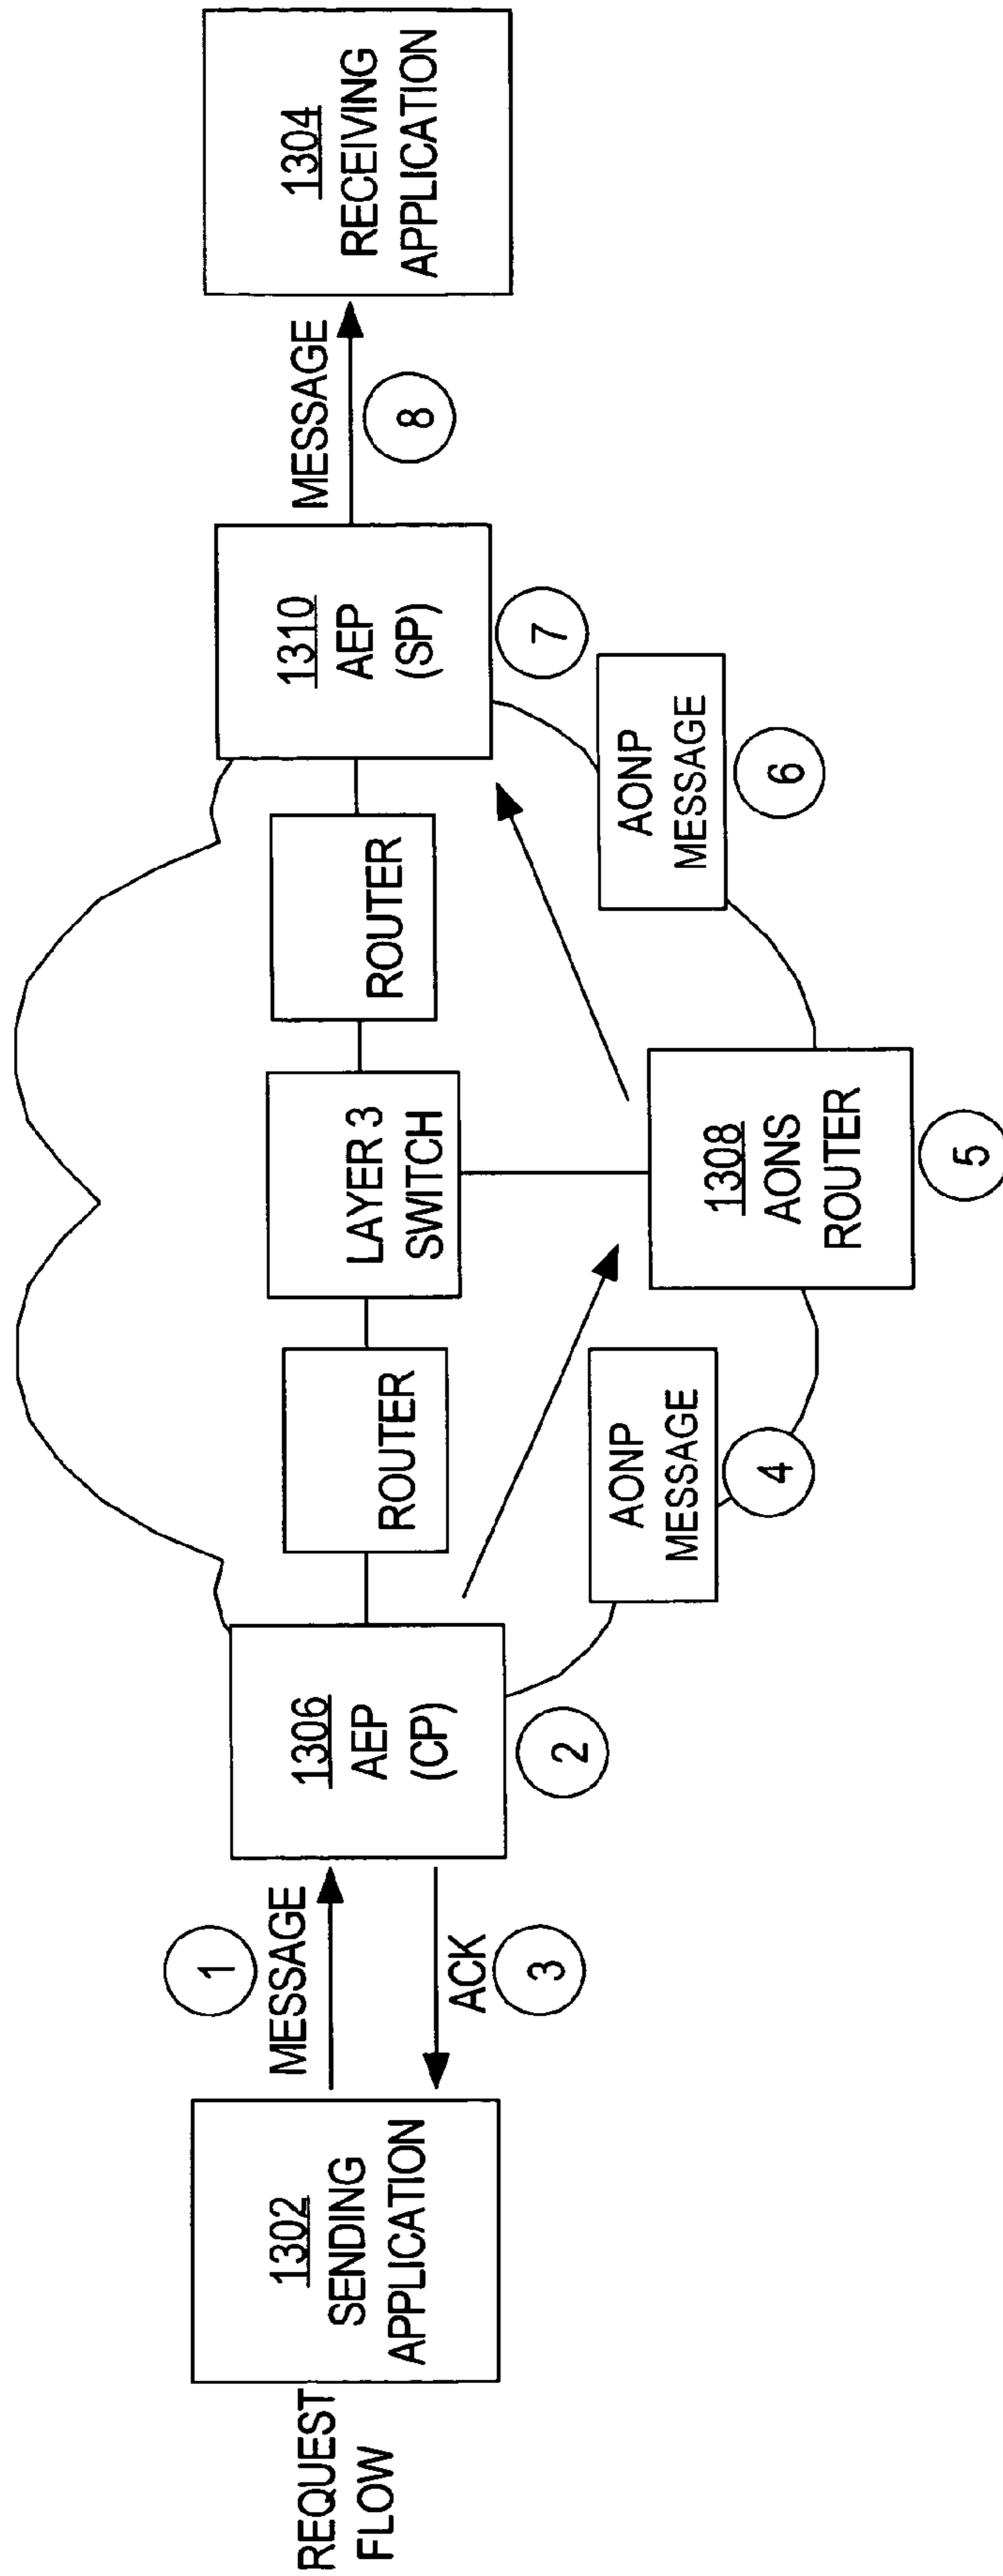 REQUEST
FLOW
1302
SENDING
APPLICATION
1
MESSAGE
ACK
3
1306
AEP
(CP)
2
ROUTER
AONP
MESSAGE
4
LAYER 3
SWITCH
1308
AONS
ROUTER
5
ROUTER
AONP
MESSAGE
6
1310
AEP
(SP)
7
MESSAGE
8
1304
RECEIVING
APPLICATION